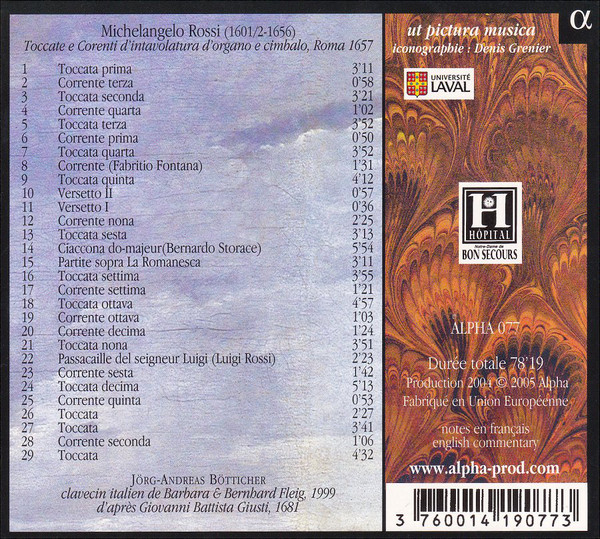 Michelangelo Rossi (1601/2-1656)
Toccate e Corenti d'intavolatura d'organo e cimbalo, Roma 1657
1 Toccata prima 3'11
2 Corrente terza 0'58
3 Toccata seconda 3'21
4 Corrente quarta 1'02
5 Toccata terza 3'52
6 Corrente prima 0'50
7 Toccata quarta 3'52
8 Corrente (Fabritio Fontana) 1'31
9 Toccata quinta 4'12
10 Versetto II 0'57
11 Versetto I 0'36
12 Corrente nona 2'25
13 Toccata sesta 3'13
14 Ciaccona do-majeur(Bernardo Storace) 5'54
15 Partite sopra La Romanesca 3'11
16 Toccata settima 3'55
17 Corrente settima 1'21
18 Toccata ottava 4'57
19 Corrente ottava 1'03
20 Corrente decima 1'24
21 Toccata nona 3'51
22 Passacaille del seigneur Luigi (Luigi Rossi) 2'23
23 Corrente sesta 1'42
24 Toccata decima 5'13
25 Corrente quinta 0'53
26 Toccata 2'27
27 Toccata 3'41
28 Corrente seconda 1'06
29 Toccata 4'32
JÖRG-ANDREAS BÖTTICHER
clavecin italien de Barbara & Bernhard Fleig, 1999
d'après Giovanni Battista Giusti, 1681
ut pictura musica
iconographie : Denis Grenier
α
UNIVERSITÉ
LAVAL
H
HÔPITAL
Notre-Dame de
BON SECOURS
ALPHA 077
Durée totale 78'19
Production 2004 © 2005 Alpha
Fabriqué en Union Européenne
notes en français
english commentary
www.alpha-prod.com
3 760014 190773